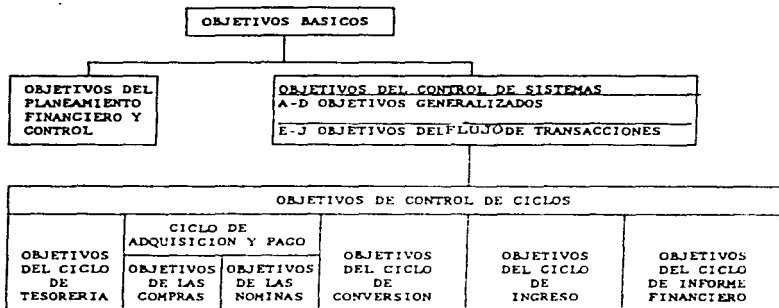 OBJETIVOS BASICOS
OBJETIVOS DEL
PLANEAMIENTO
FINANCIERO Y
CONTROL
OBJETIVOS DEL CONTROL DE SISTEMAS
A-D OBJETIVOS GENERALIZADOS
E-J OBJETIVOS DEL FLUJO DE TRANSACCIONES
OBJETIVOS DE CONTROL DE CICLOS
OBJETIVOS
DEL CICLO
DE
TESORERIA
CICLO DE
ADQUISICION Y PAGO
OBJETIVOS
DE LAS
COMPRAS
OBJETIVOS
DE LAS
NOMINAS
OBJETIVOS
DEL CICLO
DE
CONVERSION
OBJETIVOS
DEL CICLO
DE
INGRESO
OBJETIVOS
DEL CICLO
DE INFORME
FINANCIERO